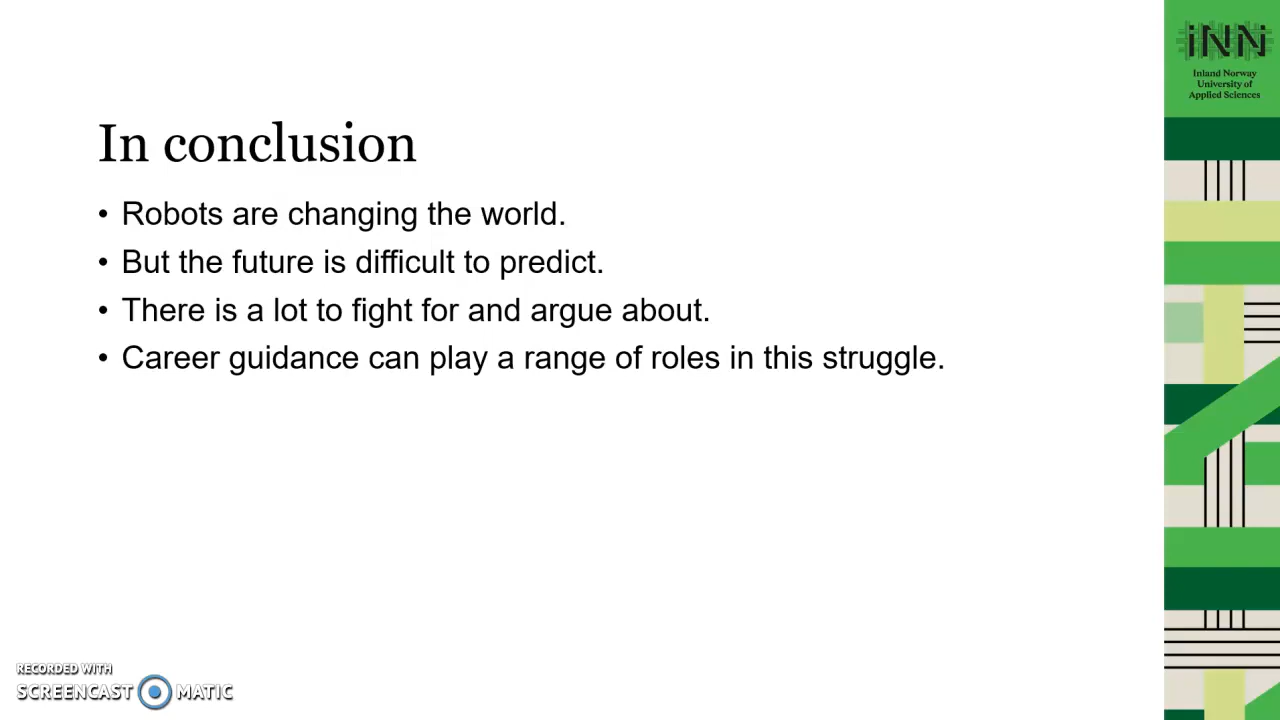 iNN
Inland Norway
University of
Applied Sciences
In conclusion
• Robots are changing the world.
• But the future is difficult to predict.
• There is a lot to fight for and argue about.
• Career guidance can play a range of roles in this struggle.
RECORDED WITH
SCREENCAST MATIC